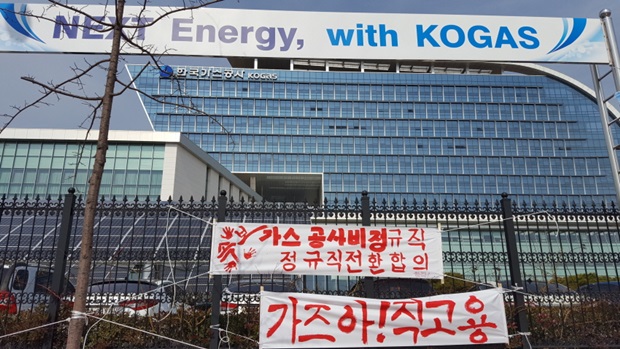 NEXT Energy, with KOGAS
한국가스공사 KOGAS
가스공사비정규직
정규직전환합의
가즈아!직고용